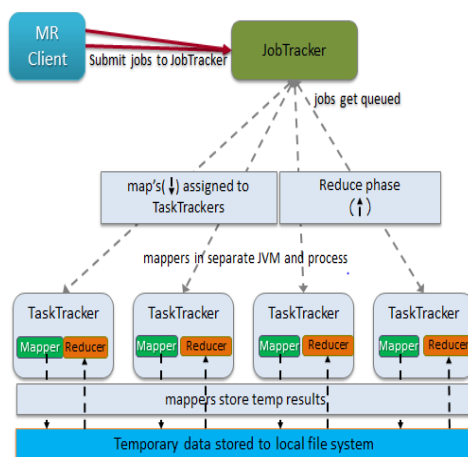 MR
Client
Submit jobs to JobTracker
JobTracker
jobs get queued
map's(↓) assigned to
TaskTrackers
Reduce phase
(↑)
mappers in separate JVM and process
TaskTracker
Mapper Reducer
TaskTracker
Mapper Reducer
TaskTracker
Mapper Reducer
TaskTracker
Mapper Reducer
mappers store temp results
Temporary data stored to local file system